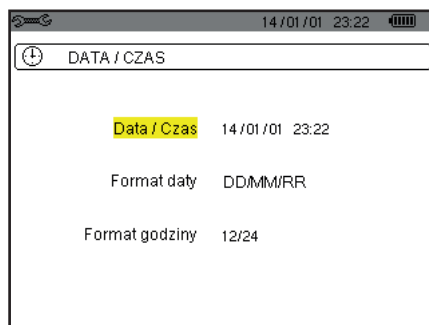 14/01/01 23:22
DATA / CZAS
Data / Czas 14/01/01 23:22
Format daty DD/MM/RR
Format godziny 12/24